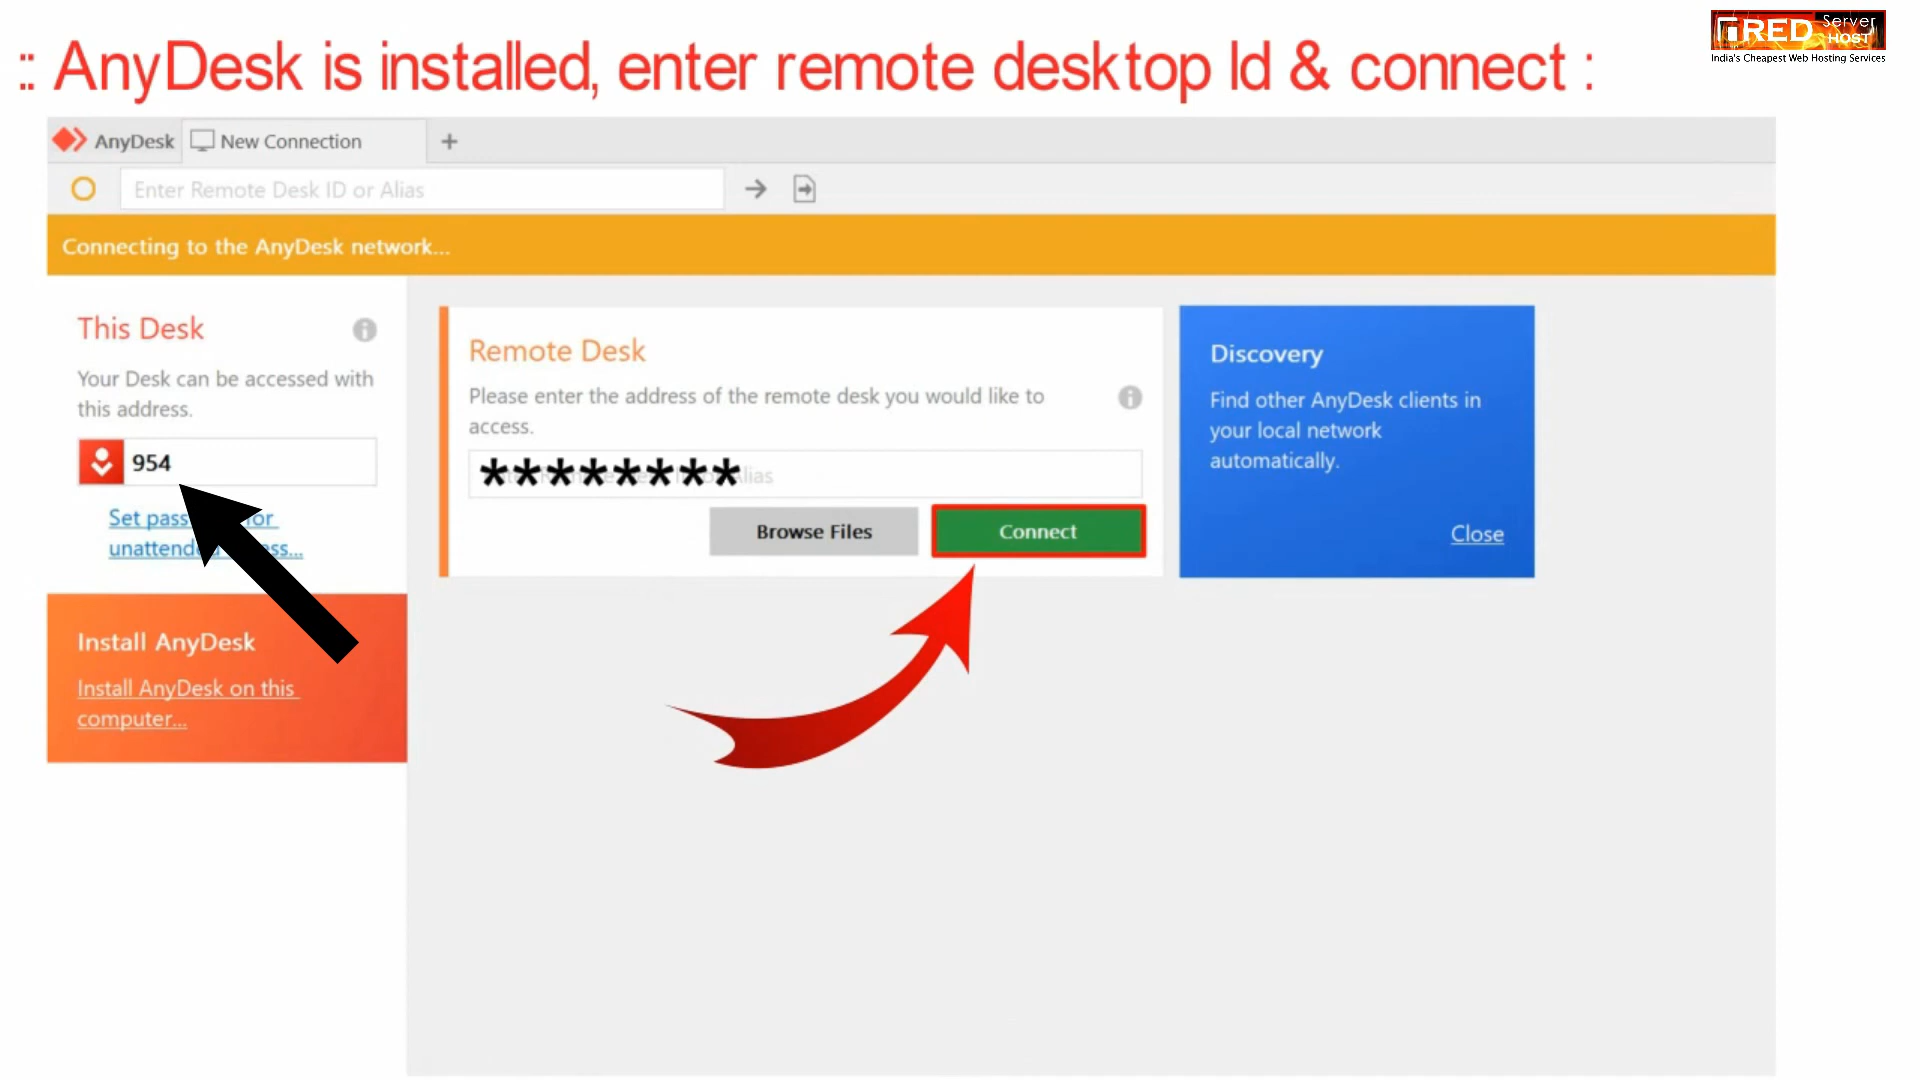 :: AnyDesk is installed, enter remote desktop Id & connect :
RED Server
HOST
India's Cheapest Web Hosting Services
AnyDesk New Connection +
Enter Remote Desk ID or Alias
Connecting to the AnyDesk network...
This Desk
Your Desk can be accessed with
this address.
954
Set for
Install AnyDesk
Install AnyDesk on this
computer...
Remote Desk
Please enter the address of the remote desk you would like to
access.
********
Alias
Browse Files
Connect
Discovery
Find other AnyDesk clients in
your local network
automatically.
Close